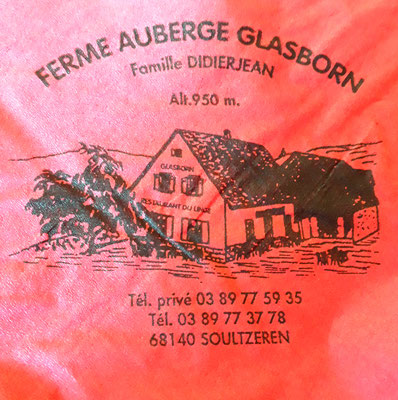 FERME AUBERGE GLASBORN
Famille DIDIERJEAN
Alt.950 m.
GLASBORN
RESTAURANT DU LINGE
Tél. privé 03 89 77 59 35
Tél. 03 89 77 37 78
68140 SOULTZEREN